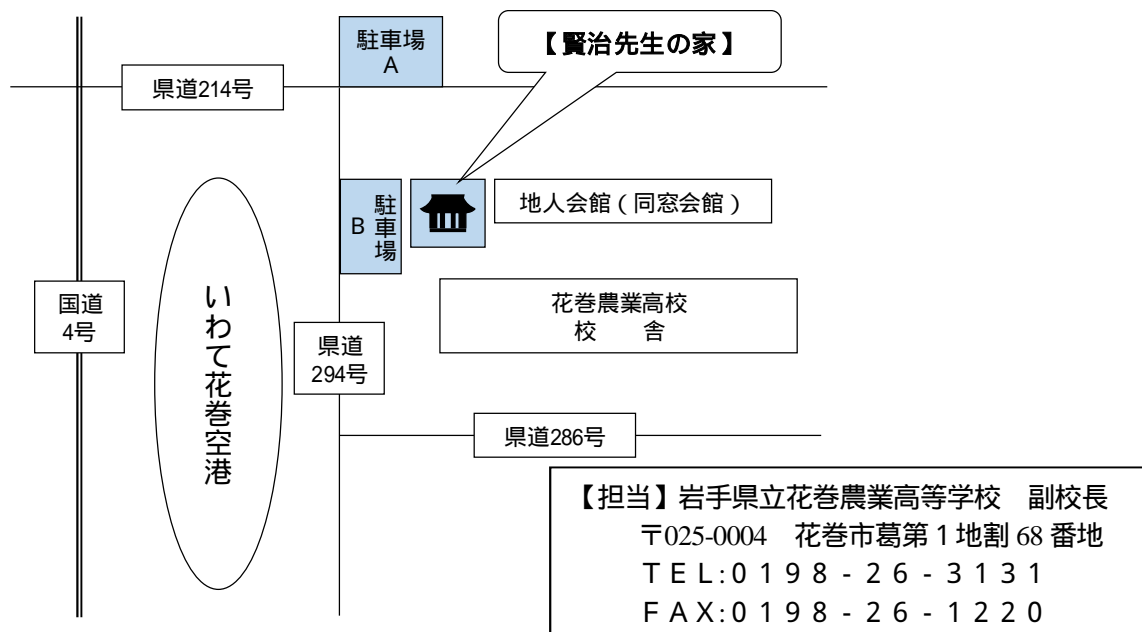 駐車場
A
【賢治先生の家】
県道214号
駐車場
B
地人会館(同窓会館)
国道
4号
いわて花巻空港
県道
294号
花巻農業高校
校　舎
県道286号
【担当】岩手県立花巻農業高等学校　副校長
〒025-0004　花巻市葛第1地割 68 番地
TEL:0198-26-3131
FAX:0198-26-1220